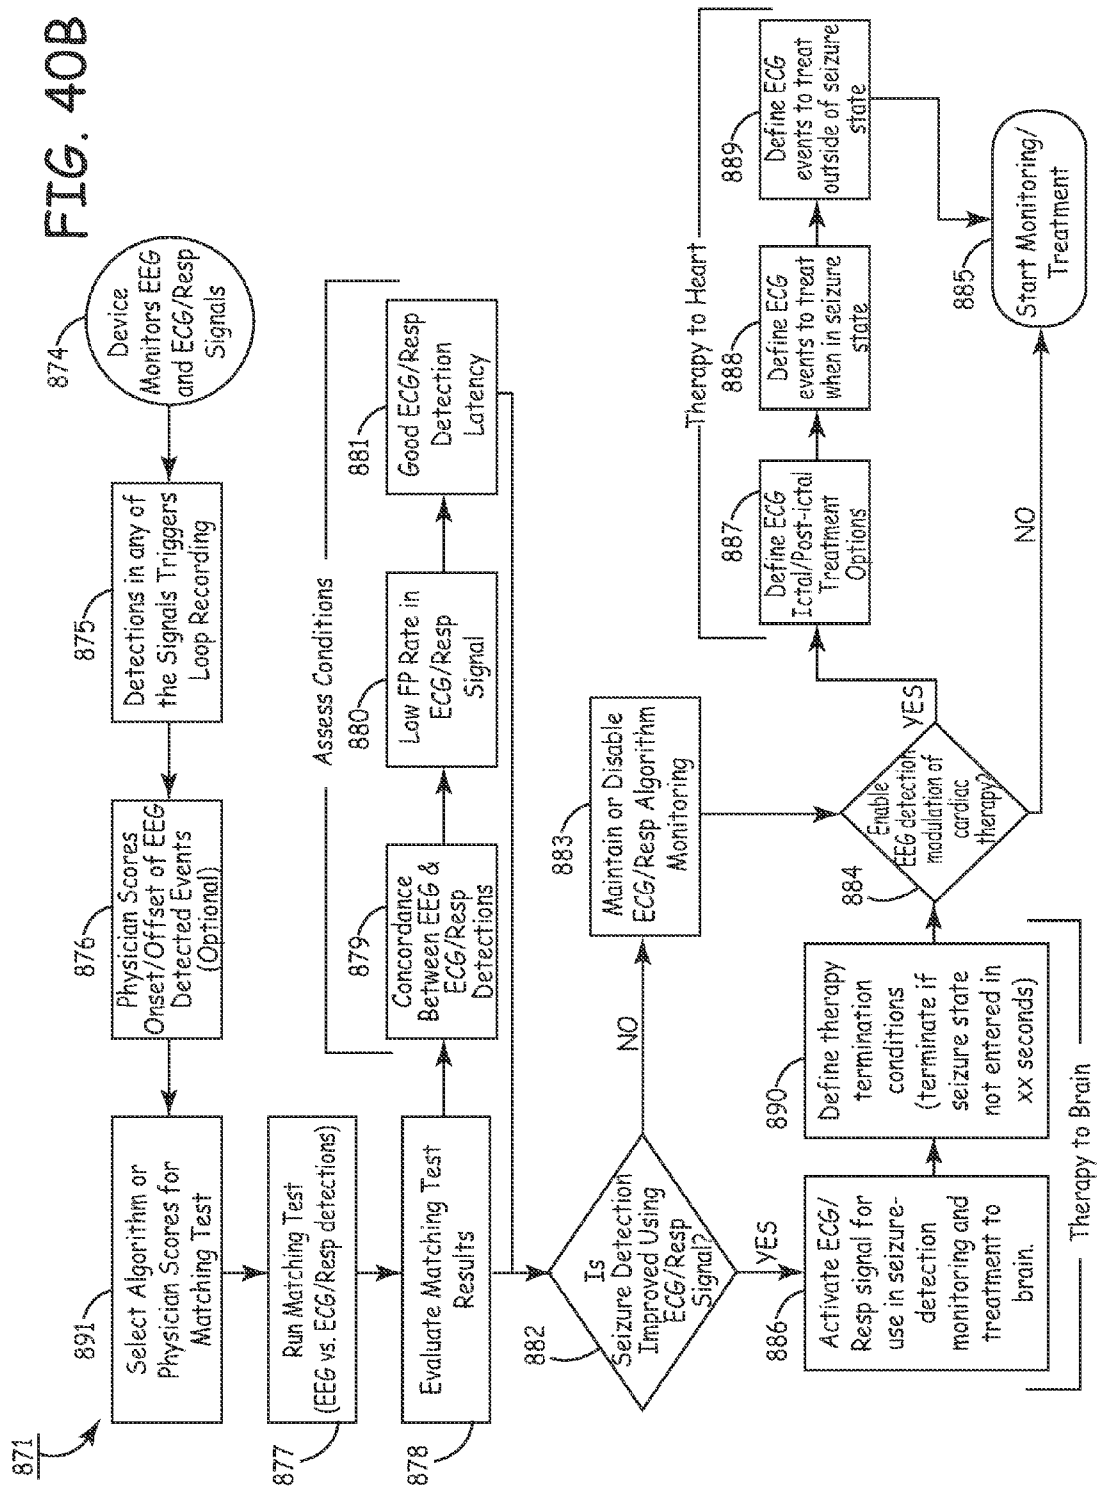 FIG. 40B
871
874
Device
Monitors EEG
and ECG/Resp
Signals
875
Detections in any of
the Signals Triggers
Loop Recording
876
Physician Scores
Onset/Offset of EEG
Detected Events
(Optional)
891
Select Algorithm or
Physician Scores for
Matching Test
877
Run Matching Test
(EEG vs. ECG/Resp detections)
878
Evaluate Matching Test
Results
Assess Conditions
879
Concordance
Between EEG &
ECG/Resp
Detections
880
Low FP Rate in
ECG/Resp
Signal
881
Good ECG/Resp
Detection
Latency
882
Is
Seizure Detection
Improved Using
ECG/Resp
Signal?
NO
YES
883
Maintain or Disable
ECG/Resp Algorithm
Monitoring
886
Activate ECG/
Resp signal for
use in seizure-
detection
monitoring and
treatment to
brain.
890
Define therapy
termination
conditions
(terminate if
seizure state
not entered in
xx seconds)
Therapy to Brain
884
Enable
EEG detection
modulation of
cardiac
therapy?
YES
NO
Therapy to Heart
887
Define ECG
Ictal/Post-ictal
Treatment
Options
888
Define ECG
events to treat
when in seizure
state
889
Define ECG
events to treat
outside of seizure
state
885
Start Monitoring/
Treatment